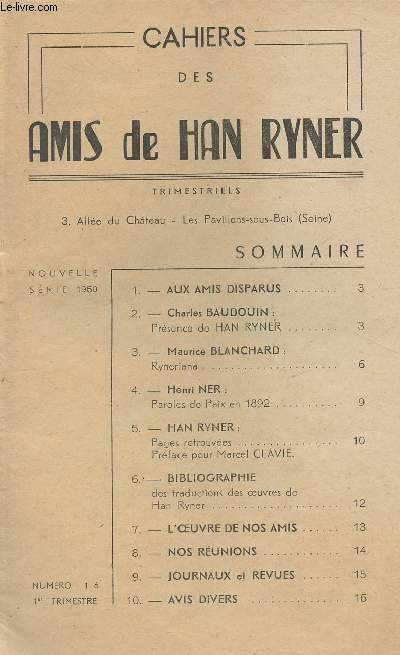 Le-livre.com
CAHIERS
DES
AMIS de HAN RYNER
TRIMESTRIELS
3, Allée du Château - Les Pavillons-sous-Bois (Seine)
SOMMAIRE
NOUVELLE
SÉRIE 1950
1. — AUX AMIS DISPARUS ........ 3
2. — Charles BAUDOUIN :
Présence de HAN RYNER ........ 3
3. — Maurice BLANCHARD :
Ryneriana .................... 6
4. — Henri NER :
Paroles de Paix en 1892 .......... 9
5. — HAN RYNER :
Pages retrouvées .............. 10
Préface pour Marcel CLAVIE.
6. — BIBLIOGRAPHIE
des traductions des œuvres de
Han Ryner .................. 12
7. — L'ŒUVRE DE NOS AMIS ...... 13
8. — NOS RÉUNIONS ............ 14
9. — JOURNAUX et REVUES ...... 15
10. — AVIS DIVERS .............. 16
NUMERO 16
1er TRIMESTRE